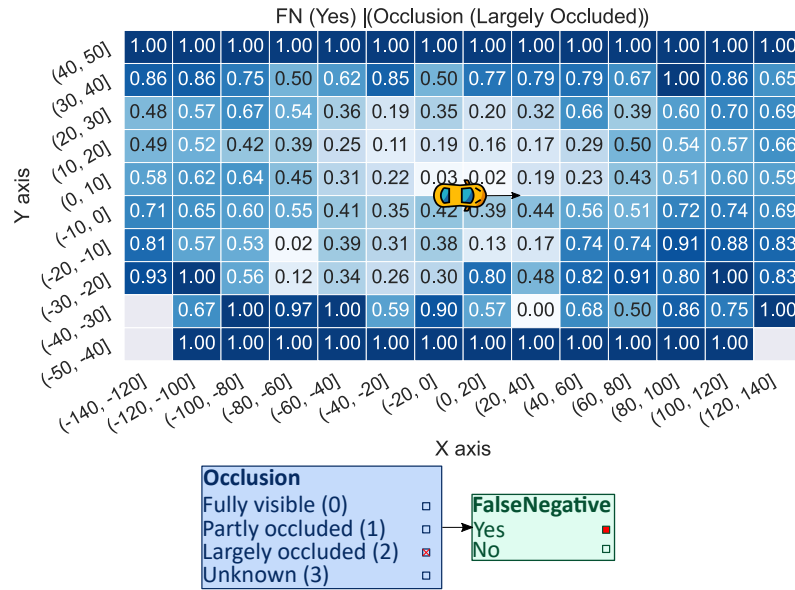 FN (Yes) |(Occlusion (Largely Occluded))
(40, 50] 1.00 1.00 1.00 1.00 1.00 1.00 1.00 1.00 1.00 1.00 1.00 1.00 1.00 1.00
(30, 40] 0.86 0.86 0.75 0.50 0.62 0.85 0.50 0.77 0.79 0.79 0.67 1.00 0.86 0.65
(20, 30] 0.48 0.57 0.67 0.54 0.36 0.19 0.35 0.20 0.32 0.66 0.39 0.60 0.70 0.69
(10, 20] 0.49 0.52 0.42 0.39 0.25 0.11 0.19 0.16 0.17 0.29 0.50 0.54 0.57 0.66
(0, 10] 0.58 0.62 0.64 0.45 0.31 0.22 0.03 0.02 0.19 0.23 0.43 0.51 0.60 0.59
(-10, 0] 0.71 0.65 0.60 0.55 0.41 0.35 0.42 0.39 0.44 0.56 0.51 0.72 0.74 0.69
(-20, -10] 0.81 0.57 0.53 0.02 0.39 0.31 0.38 0.13 0.17 0.74 0.74 0.91 0.88 0.83
(-30, -20] 0.93 1.00 0.56 0.12 0.34 0.26 0.30 0.80 0.48 0.82 0.91 0.80 1.00 0.83
(-40, -30] 0.67 1.00 0.97 1.00 0.59 0.90 0.57 0.00 0.68 0.50 0.86 0.75 1.00
(-50, -40] 1.00 1.00 1.00 1.00 1.00 1.00 1.00 1.00 1.00 1.00 1.00 1.00
Y axis
(-140, -120] (-120, -100] (-100, -80] (-80, -60] (-60, -40] (-40, -20] (-20, 0] (0, 20] (20, 40] (40, 60] (60, 80] (80, 100] (100, 120] (120, 140]
X axis
Occlusion
Fully visible (0)
Partly occluded (1)
Largely occluded (2)
Unknown (3)
FalseNegative
Yes
No